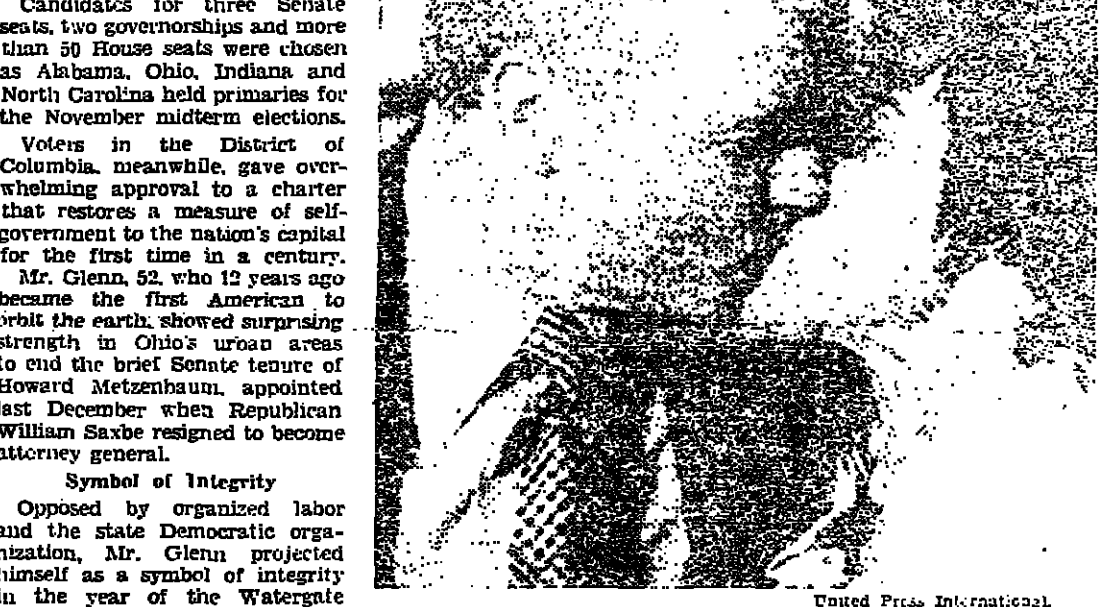 Candidates for three Senate
seats, two governorships and more
than 50 House seats were chosen
as Alabama, Ohio, Indiana and
North Carolina held primaries for
the November midterm elections.
Voters in the District of
Columbia, meanwhile, gave over-
whelming approval to a charter
that restores a measure of self-
government to the nation's capital
for the first time in a century.
Mr. Glenn, 52, who 12 years ago
became the first American to
orbit the earth, showed surprising
strength in Ohio's urban areas
to end the brief Senate tenure of
Howard Metzenbaum, appointed
last December when Republican
William Saxbe resigned to become
attorney general.
Symbol of Integrity
Opposed by organized labor
and the state Democratic orga-
nization, Mr. Glenn projected
himself as a symbol of integrity
in the year of the Watergate
United Press International.